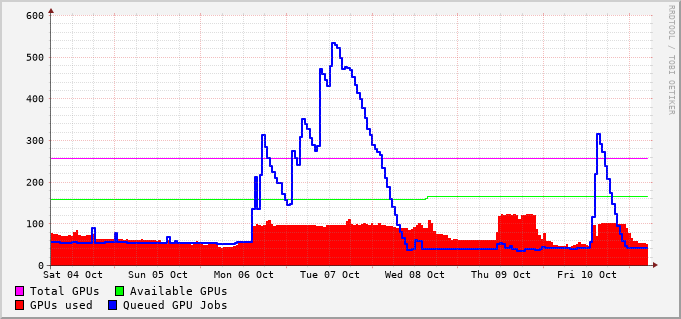 RRDTOOL / TOBI OETIKER
600
500
400
300
200
100
0
Sat 04 Oct Sun 05 Oct Mon 06 Oct Tue 07 Oct Wed 08 Oct Thu 09 Oct Fri 10 Oct
Total GPUs Available GPUs
GPUs used Queued GPU Jobs